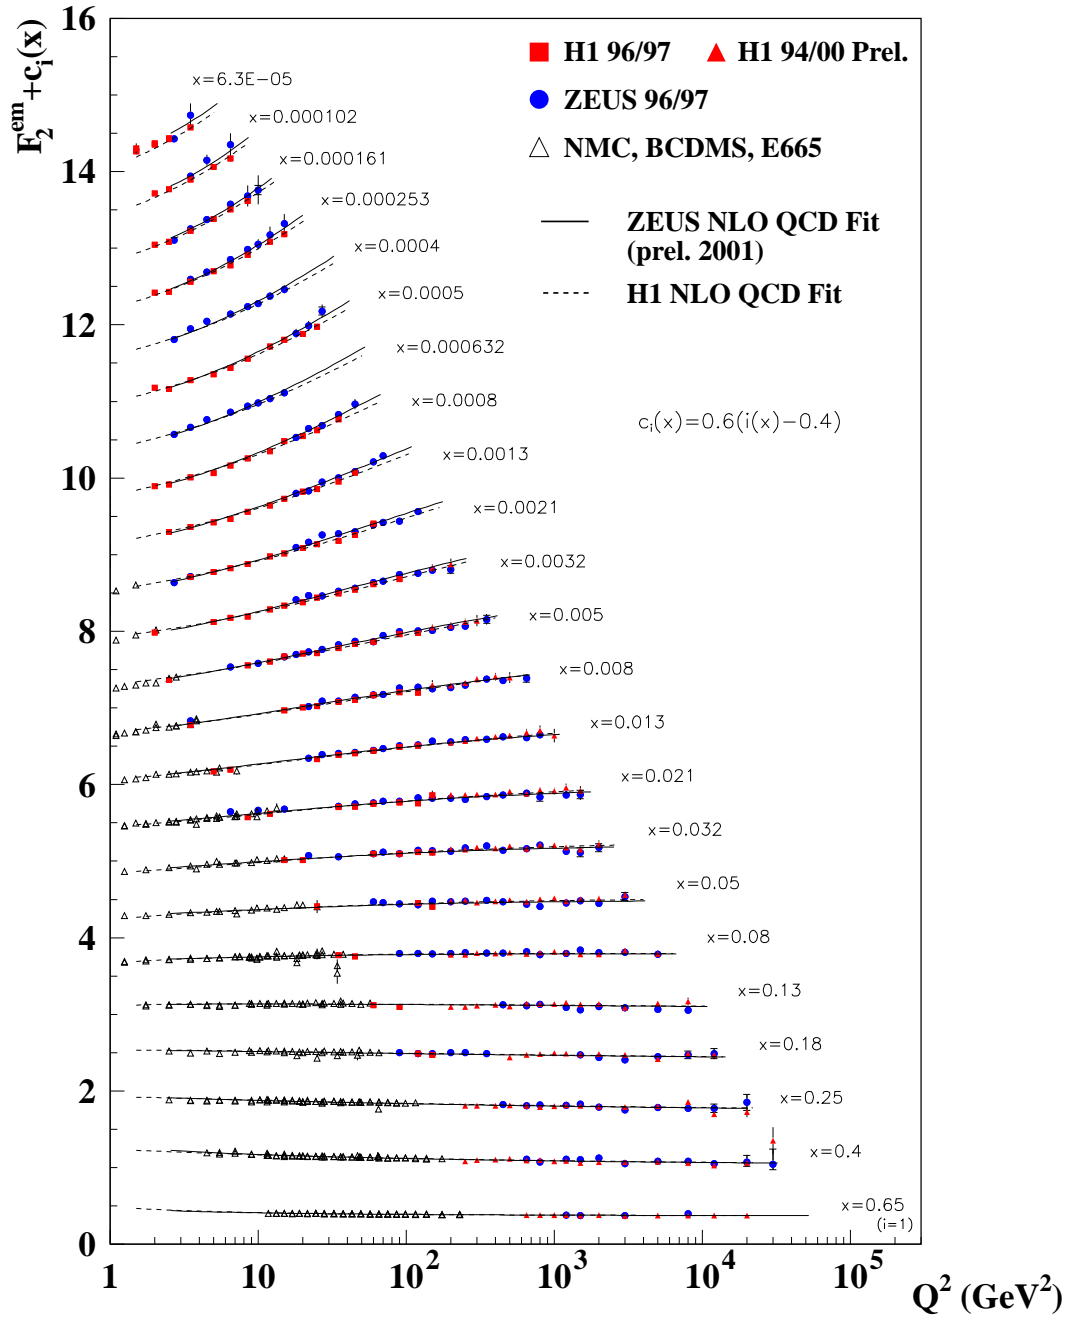 F₂ᵉᵐ+cᵢ(x)
16
14
12
10
8
6
4
2
0
H1 96/97
H1 94/00 Prel.
ZEUS 96/97
NMC, BCDMS, E665
ZEUS NLO QCD Fit
(prel. 2001)
H1 NLO QCD Fit
cᵢ(x)=0.6(i(x)−0.4)
x=6.3E−05
x=0.000102
x=0.000161
x=0.000253
x=0.0004
x=0.0005
x=0.000632
x=0.0008
x=0.0013
x=0.0021
x=0.0032
x=0.005
x=0.008
x=0.013
x=0.021
x=0.032
x=0.05
x=0.08
x=0.13
x=0.18
x=0.25
x=0.4
x=0.65
(i=1)
1
10
10²
10³
10⁴
10⁵
Q² (GeV²)